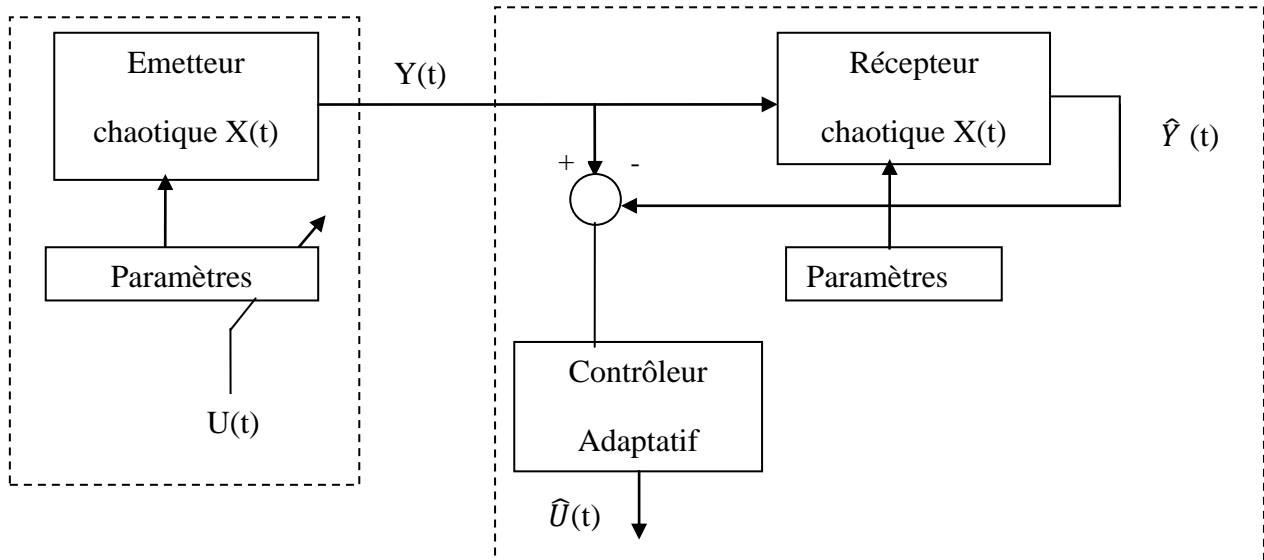 Emetteur
chaotique X(t)
Y(t)
Récepteur
chaotique X(t)
Ŷ (t)
+ -
Paramètres
Paramètres
U(t)
Contrôleur
Adaptatif
Û(t)